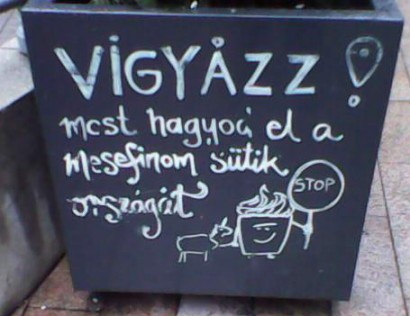 VIGYÁZZ!
most hagyod el a
mesefinom sütik
országát
STOP